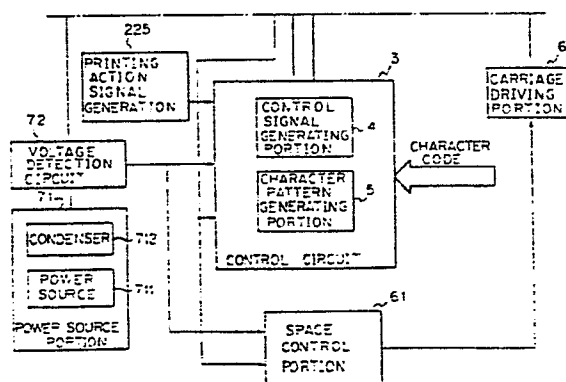 225
PRINTING
ACTION
SIGNAL
GENERATION
3
CONTROL
SIGNAL
GENERATING
PORTION
4
CHARACTER
PATTERN
GENERATING
PORTION
5
CONTROL CIRCUIT
6
CARRIAGE
DRIVING
PORTION
CHARACTER
CODE
72
VOLTAGE
DETECTION
CIRCUIT
71
CONDENSER
712
POWER
SOURCE
711
POWER SOURCE
PORTION
61
SPACE
CONTROL
PORTION